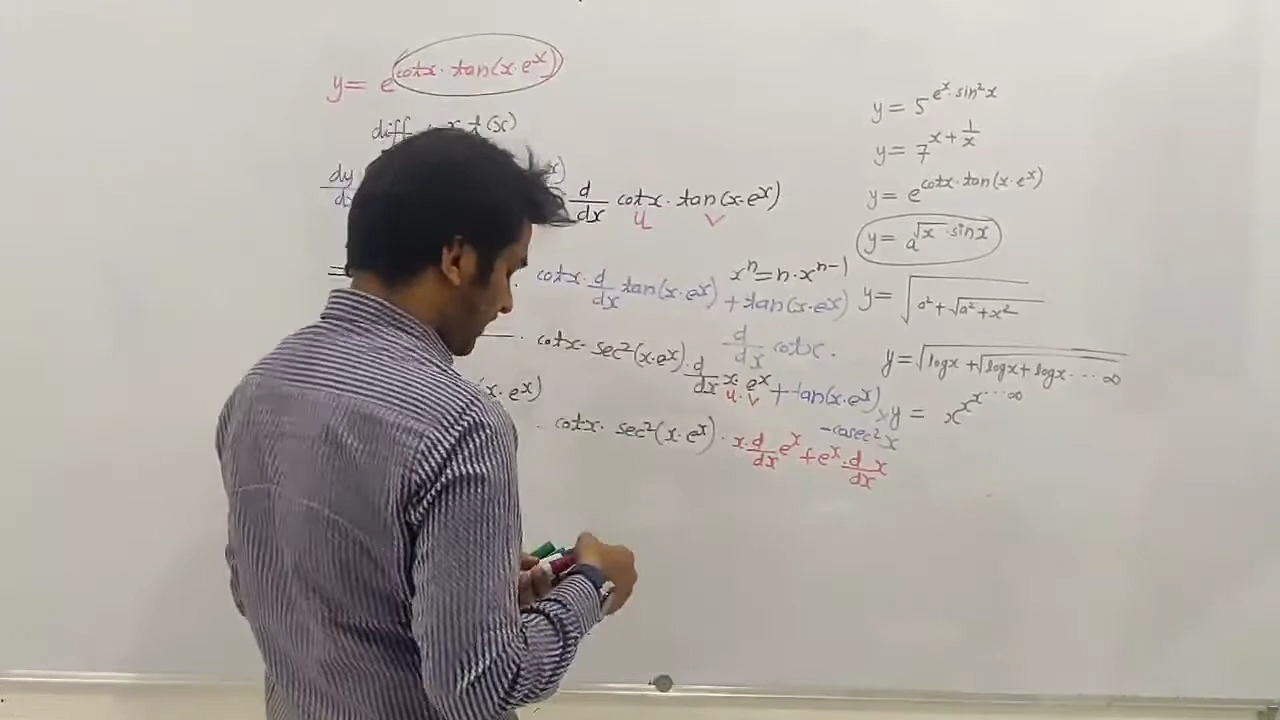 y = e^{cotx · tan(x·e^x)}
diff
dy/dx d/dx cotx · tan(x·e^x)
u v
= cotx · d/dx tan(x·e^x) + tan(x·e^x)
d/dx cotx.
x^n = n·x^{n-1}
. cotx · sec²(x·e^x) · d/dx x·e^x + tan(x·e^x)
u·v
-cosec²x
(x·e^x)
. cotx · sec²(x·e^x) · x·d/dx e^x + e^x·d/dx x
y = 5^{e^x · sin²x}
y = 7^{x + 1/x}
y = e^{cotx · tan(x·e^x)}
y = a^{√x · sinx}
y = √(a² + √(a² + x²))
y = √(logx + √(logx + logx ··· ∞))
y = x^{x^{x ··· ∞}}